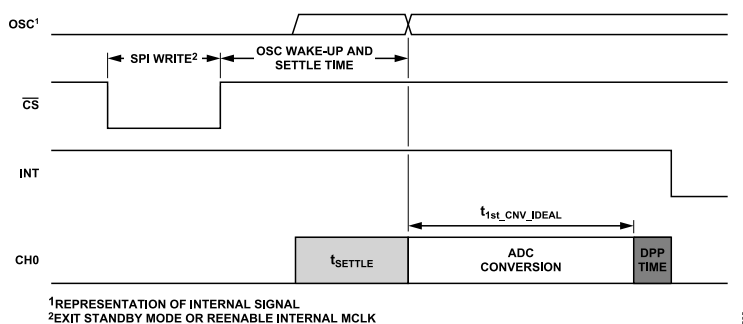 OSC¹
SPI WRITE²
OSC WAKE-UP AND
SETTLE TIME
CS
INT
t1st_CNV_IDEAL
CH0
tSETTLE
ADC
CONVERSION
DPP
TIME
¹REPRESENTATION OF INTERNAL SIGNAL
²EXIT STANDBY MODE OR REENABLE INTERNAL MCLK